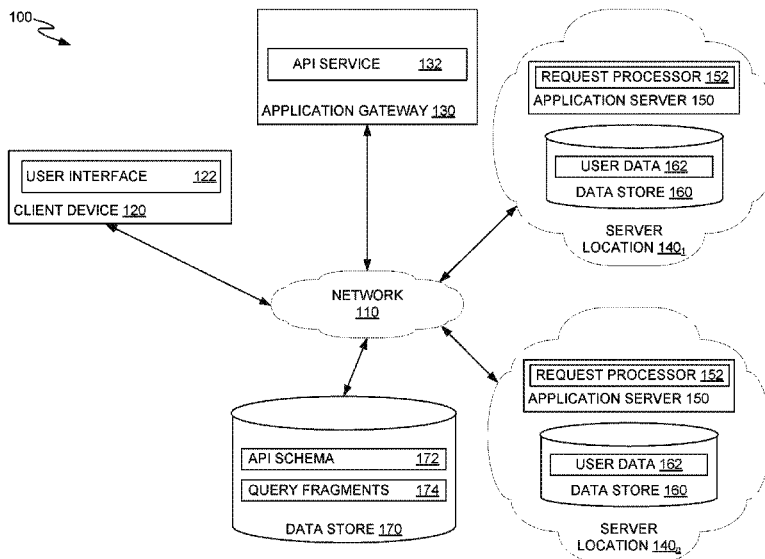 100
API SERVICE 132
APPLICATION GATEWAY 130
USER INTERFACE 122
CLIENT DEVICE 120
REQUEST PROCESSOR 152
APPLICATION SERVER 150
USER DATA 162
DATA STORE 160
SERVER
LOCATION 140₁
NETWORK
110
API SCHEMA 172
QUERY FRAGMENTS 174
DATA STORE 170
REQUEST PROCESSOR 152
APPLICATION SERVER 150
USER DATA 162
DATA STORE 160
SERVER
LOCATION 140ₙ